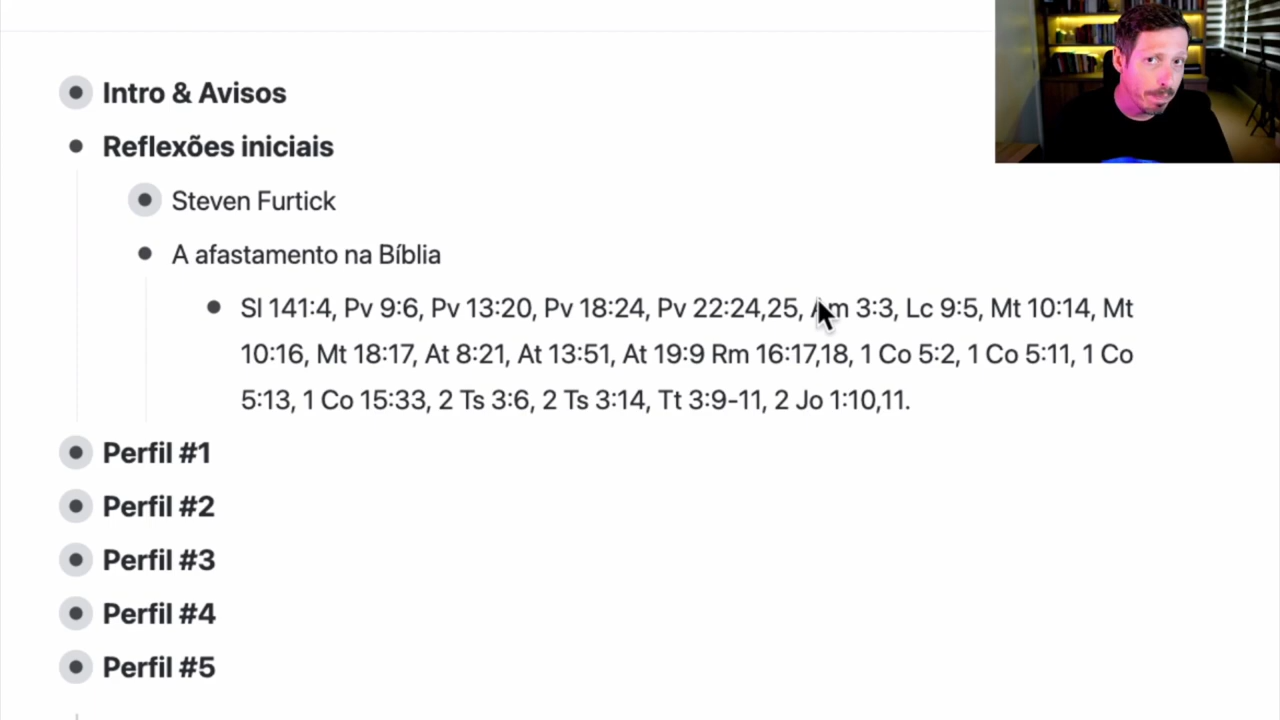 Intro & Avisos
Reflexões iniciais
Steven Furtick
A afastamento na Bíblia
Sl 141:4, Pv 9:6, Pv 13:20, Pv 18:24, Pv 22:24,25, Am 3:3, Lc 9:5, Mt 10:14, Mt
10:16, Mt 18:17, At 8:21, At 13:51, At 19:9 Rm 16:17,18, 1 Co 5:2, 1 Co 5:11, 1 Co
5:13, 1 Co 15:33, 2 Ts 3:6, 2 Ts 3:14, Tt 3:9-11, 2 Jo 1:10,11.
Perfil #1
Perfil #2
Perfil #3
Perfil #4
Perfil #5